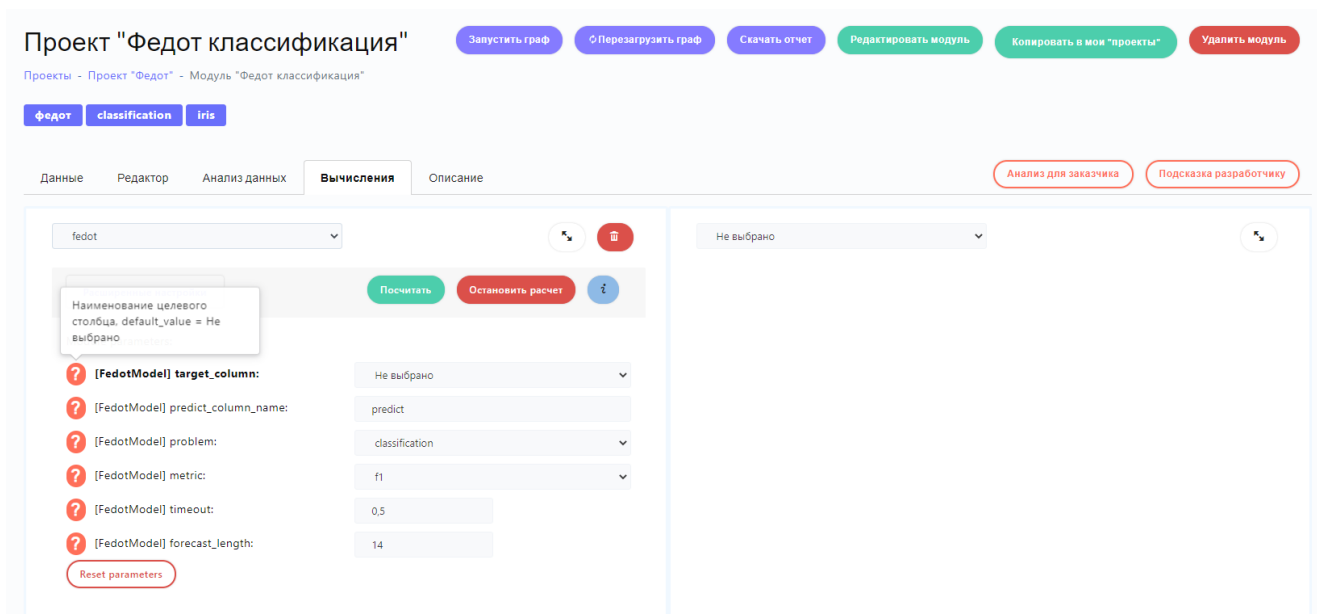 Проект "Федот классификация"
Запустить граф
Перезагрузить граф
Скачать отчет
Редактировать модуль
Копировать в мои "проекты"
Удалить модуль
Проекты - Проект "Федот" - Модуль "Федот классификация"
федот
classification
iris
Данные
Редактор
Анализ данных
Вычисления
Описание
Анализ для заказчика
Подсказка разработчику
fedot
Не выбрано
Посчитать
Остановить расчет
i
Наименование целевого
столбца, default_value = Не
выбрано
? [FedotModel] target_column:
Не выбрано
? [FedotModel] predict_column_name:
predict
? [FedotModel] problem:
classification
? [FedotModel] metric:
f1
? [FedotModel] timeout:
0,5
? [FedotModel] forecast_length:
14
Reset parameters